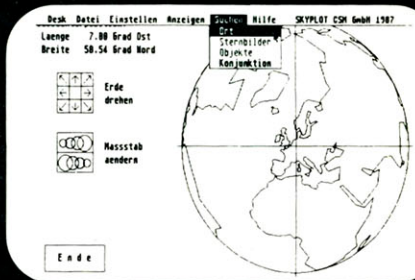 Desk Datei Einstellen Anzeigen Suchen Hilfe SKYPLOT CSM GmbH 1987
Laenge 7.00 Grad Ost
Breite 50.54 Grad Nord
Ort
Sternbilder
Objekte
Konjunktion
Erde
drehen
Massstab
aendern
Ende